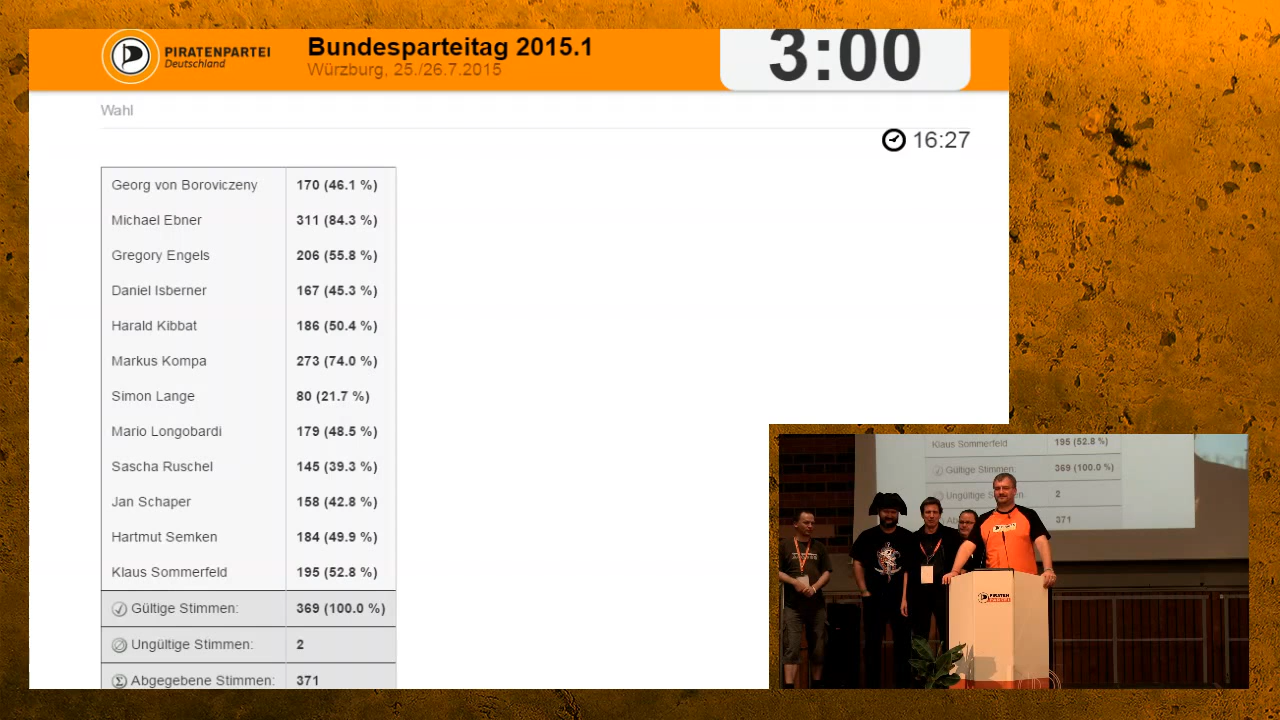 PIRATENPARTEI
Deutschland
Bundesparteitag 2015.1
Würzburg, 25./26.7.2015
3:00
Wahl
16:27
Georg von Boroviczeny 170 (46.1 %)
Michael Ebner 311 (84.3 %)
Gregory Engels 206 (55.8 %)
Daniel Isberner 167 (45.3 %)
Harald Kibbat 186 (50.4 %)
Markus Kompa 273 (74.0 %)
Simon Lange 80 (21.7 %)
Mario Longobardi 179 (48.5 %)
Sascha Ruschel 145 (39.3 %)
Jan Schaper 158 (42.8 %)
Hartmut Semken 184 (49.9 %)
Klaus Sommerfeld 195 (52.8 %)
Gültige Stimmen: 369 (100.0 %)
Ungültige Stimmen: 2
Abgegebene Stimmen: 371
Klaus Sommerfeld 195 (52.8 %)
Gültige Stimmen: 369 (100.0 %)
Ungültige 2
371
PIRATEN